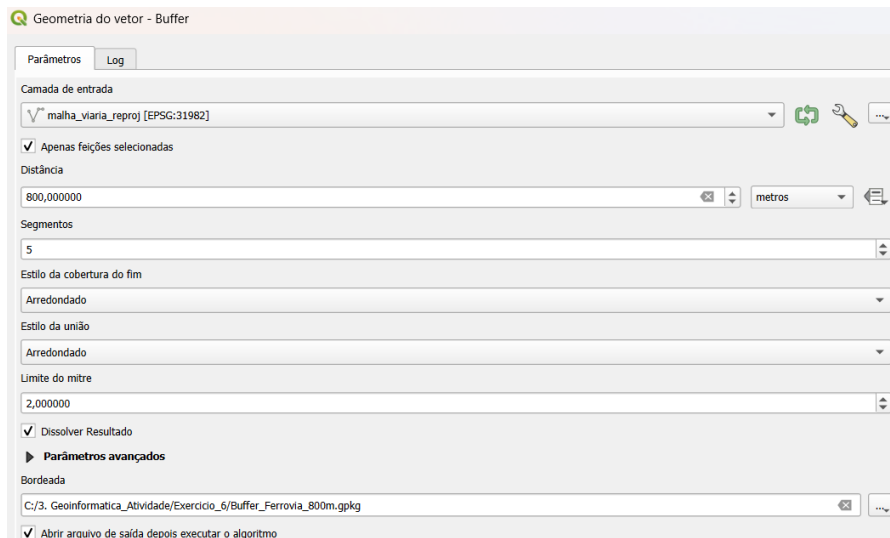 Geometria do vetor - Buffer
Parâmetros Log
Camada de entrada
malha_viaria_reproj [EPSG:31982]
...
Apenas feições selecionadas
Distância
800,000000 metros
Segmentos
5
Estilo da cobertura do fim
Arredondado
Estilo da união
Arredondado
Limite do mitre
2,000000
Dissolver Resultado
Parâmetros avançados
Bordeada
C:/3. Geoinformatica_Atividade/Exercicio_6/Buffer_Ferrovia_800m.gpkg ...
Abrir arquivo de saída depois executar o algoritmo